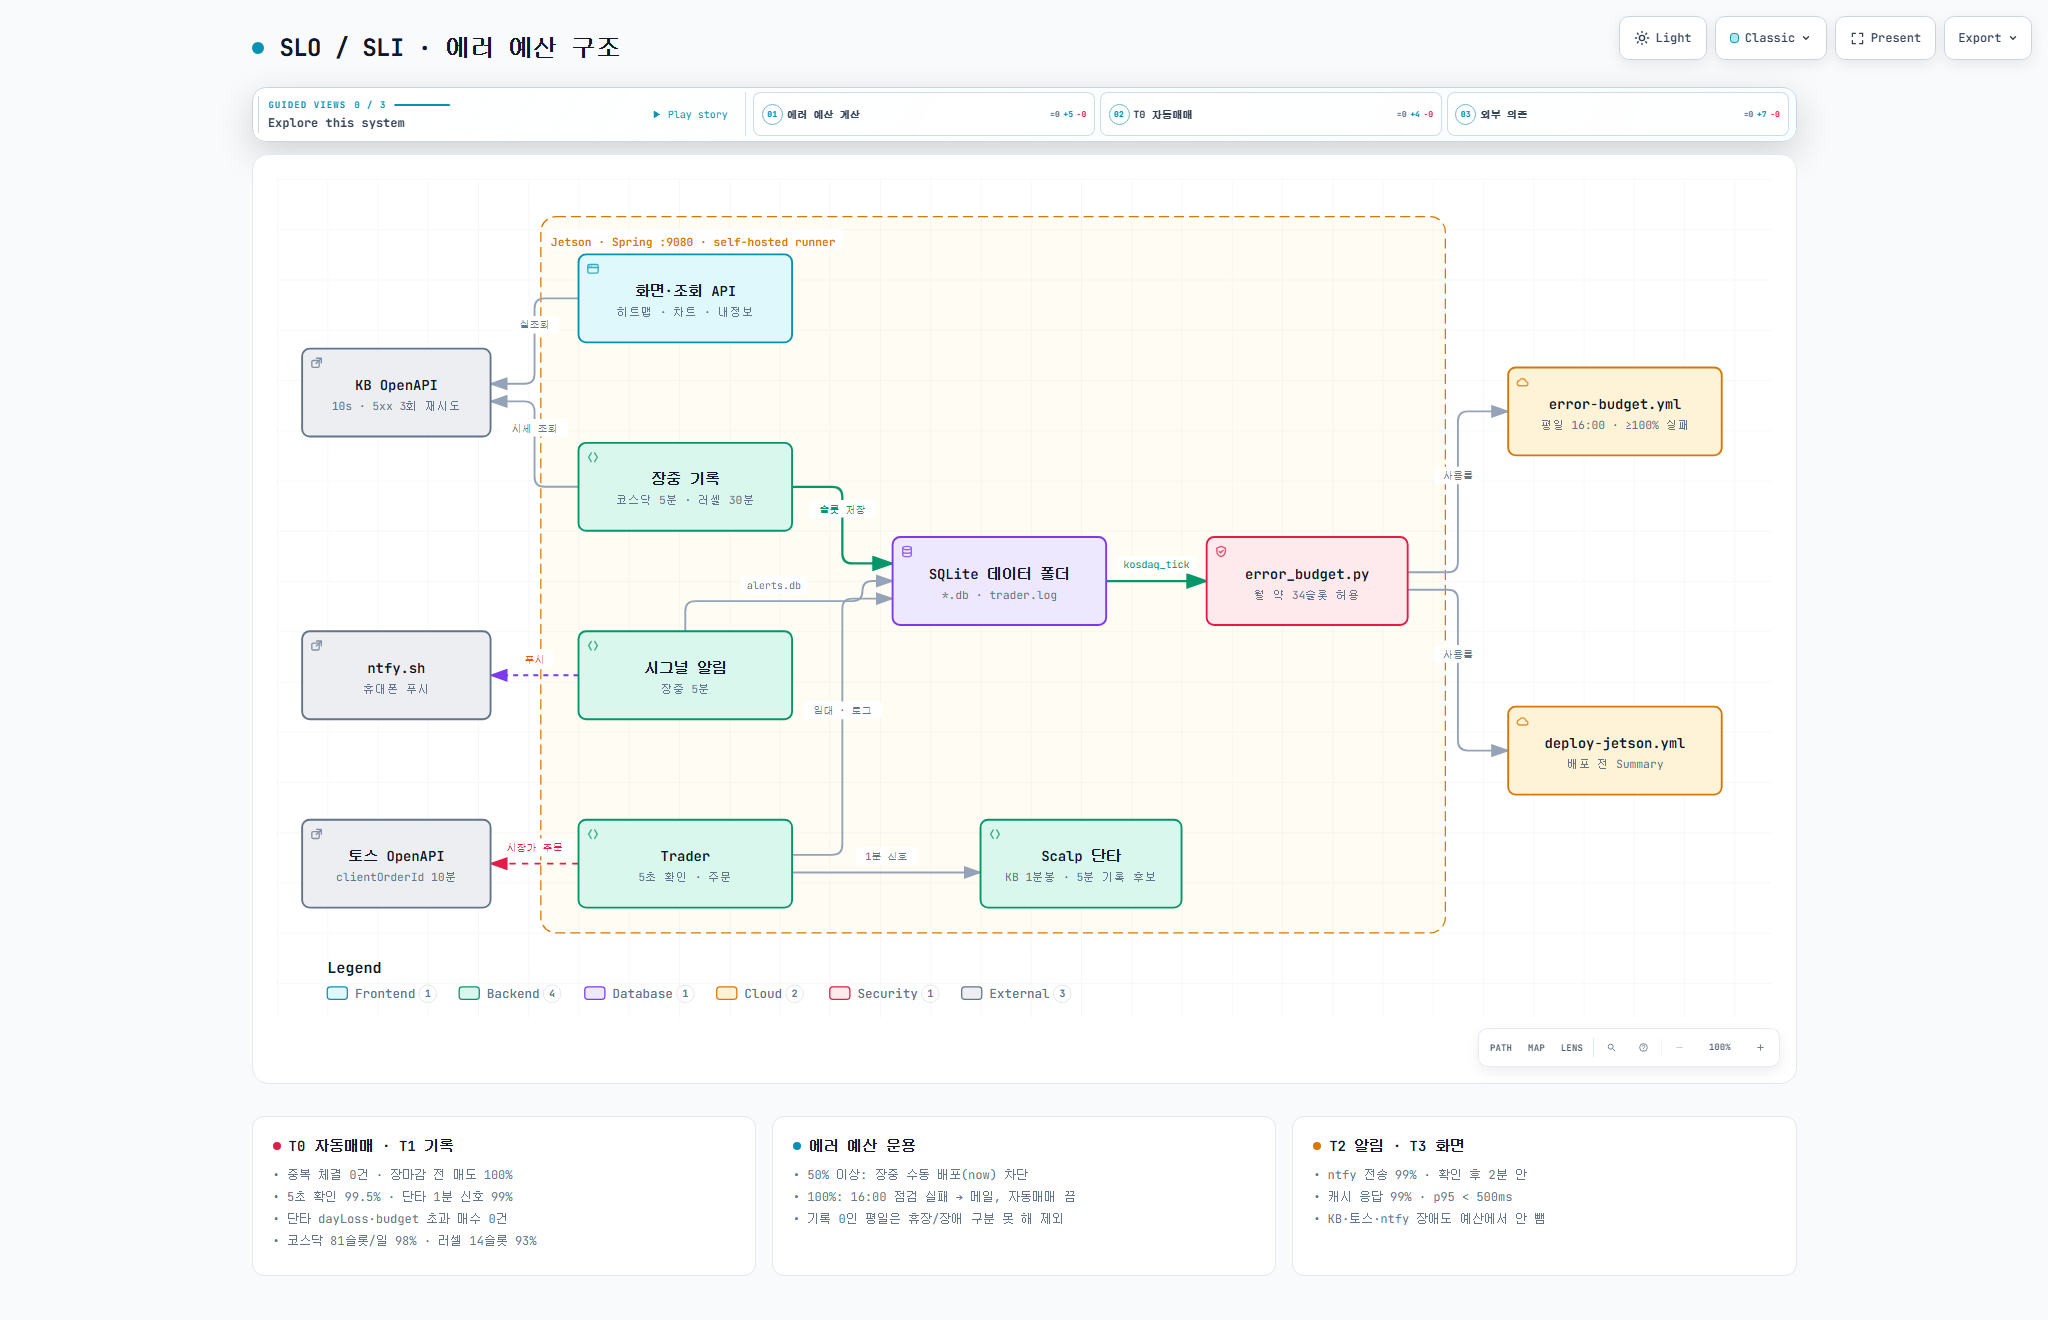 SLO / SLI · 에러 예산 구조
Light
Classic
Present
Export
GUIDED VIEWS 0 / 3
Explore this system
Play story
01 에러 예산 계산 =0 +5 -0
02 T0 자동매매 =0 +4 -0
03 외부 의존 =0 +7 -0
Jetson · Spring :9080 · self-hosted runner
화면·조회 API
히트맵 · 차트 · 내정보
실조회
KB OpenAPI
10s · 5xx 3회 재시도
시세 조회
error-budget.yml
평일 16:00 · ≥100% 실패
장중 기록
코스닥 5분 · 러셀 30분
슬롯 저장
사용률
SQLite 데이터 폴더
*.db · trader.log
kosdaq_tick
error_budget.py
월 약 34슬롯 허용
alerts.db
ntfy.sh
휴대폰 푸시
푸시
시그널 알림
장중 5분
사용률
임대 · 로그
deploy-jetson.yml
배포 전 Summary
토스 OpenAPI
clientOrderId 10분
시장가 주문
Trader
5초 확인 · 주문
1분 신호
Scalp 단타
KB 1분봉 · 5분 기록 후보
Legend
Frontend 1
Backend 4
Database 1
Cloud 2
Security 1
External 3
PATH MAP LENS − 100% +
T0 자동매매 · T1 기록
• 중복 체결 0건 · 장마감 전 매도 100%
• 5초 확인 99.5% · 단타 1분 신호 99%
• 단타 dayLoss·budget 초과 매수 0건
• 코스닥 81슬롯/일 98% · 러셀 14슬롯 93%
에러 예산 운용
• 50% 이상: 장중 수동 배포(now) 차단
• 100%: 16:00 점검 실패 → 메일, 자동매매 끔
• 기록 0인 평일은 휴장/장애 구분 못 해 제외
T2 알림 · T3 화면
• ntfy 전송 99% · 확인 후 2분 안
• 캐시 응답 99% · p95 < 500ms
• KB·토스·ntfy 장애도 예산에서 안 뺌